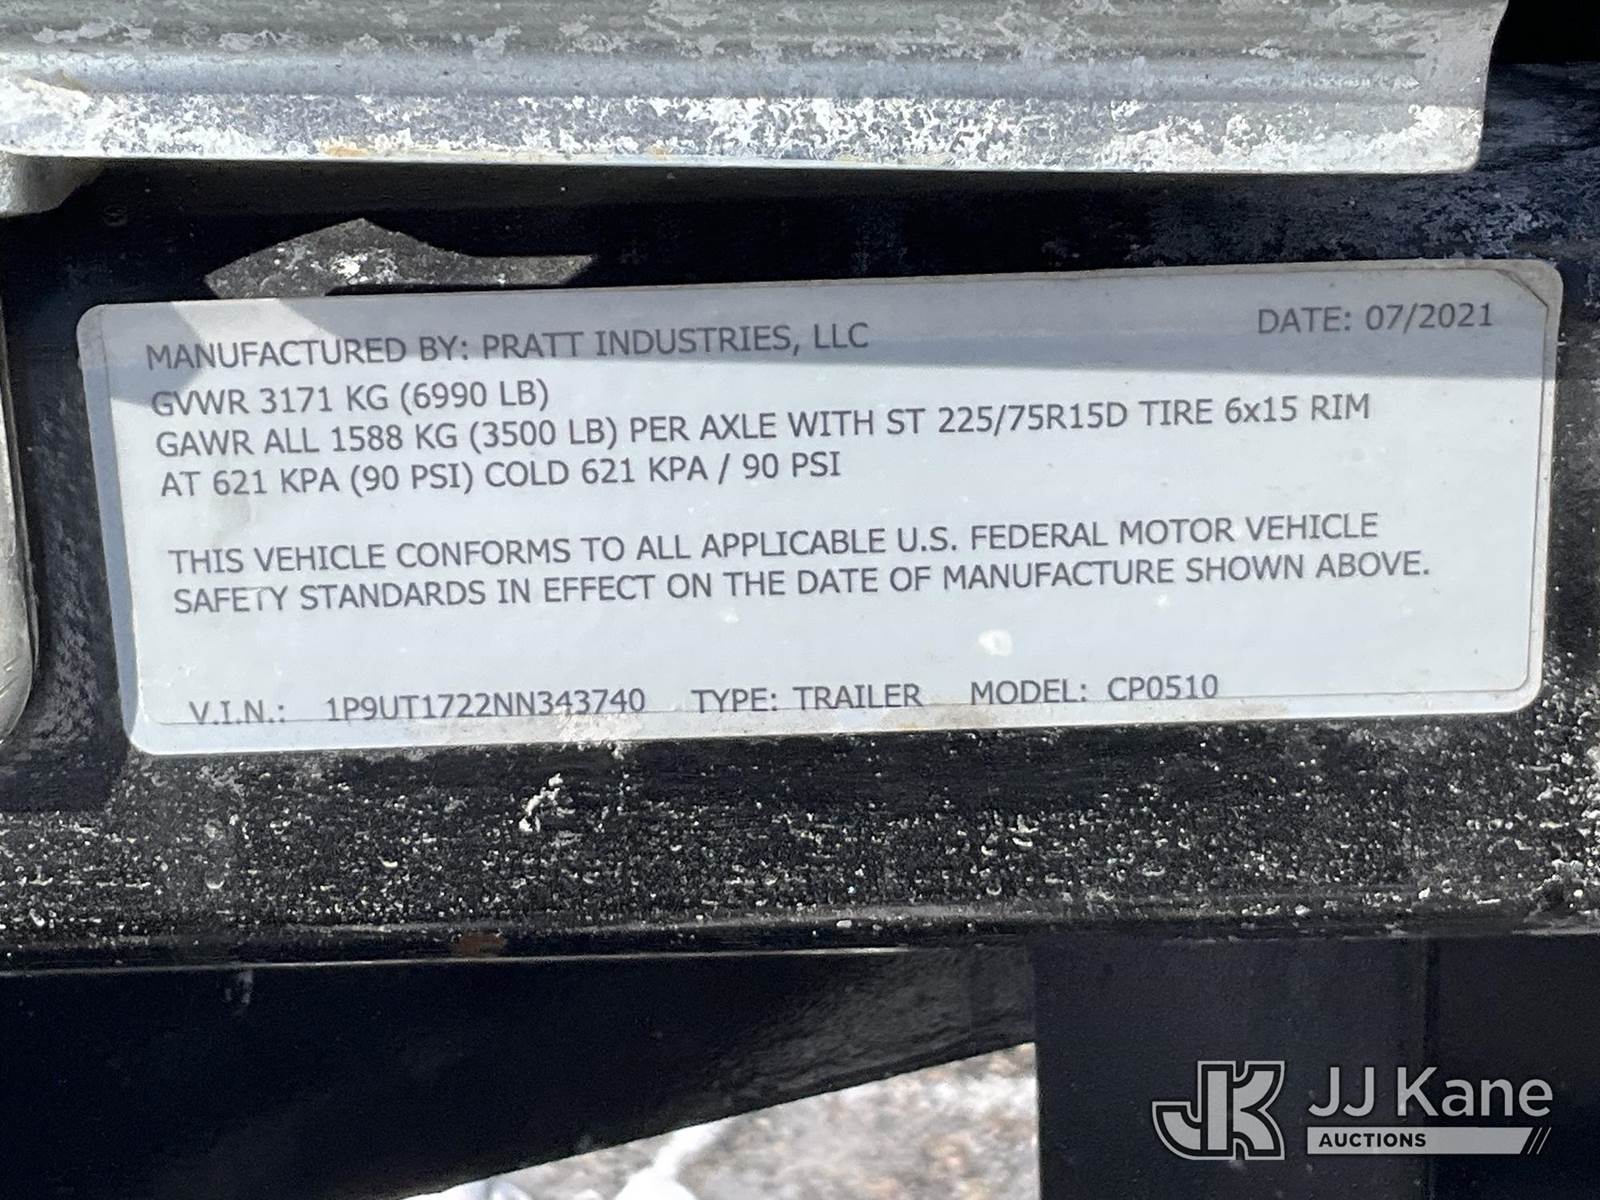 MANUFACTURED BY: PRATT INDUSTRIES, LLC DATE: 07/2021
GVWR 3171 KG (6990 LB)
GAWR ALL 1588 KG (3500 LB) PER AXLE WITH ST 225/75R15D TIRE 6x15 RIM
AT 621 KPA (90 PSI) COLD 621 KPA / 90 PSI
THIS VEHICLE CONFORMS TO ALL APPLICABLE U.S. FEDERAL MOTOR VEHICLE
SAFETY STANDARDS IN EFFECT ON THE DATE OF MANUFACTURE SHOWN ABOVE.
V.I.N.: 1P9UT1722NN343740 TYPE: TRAILER MODEL: CP0510
JK JJ Kane
AUCTIONS